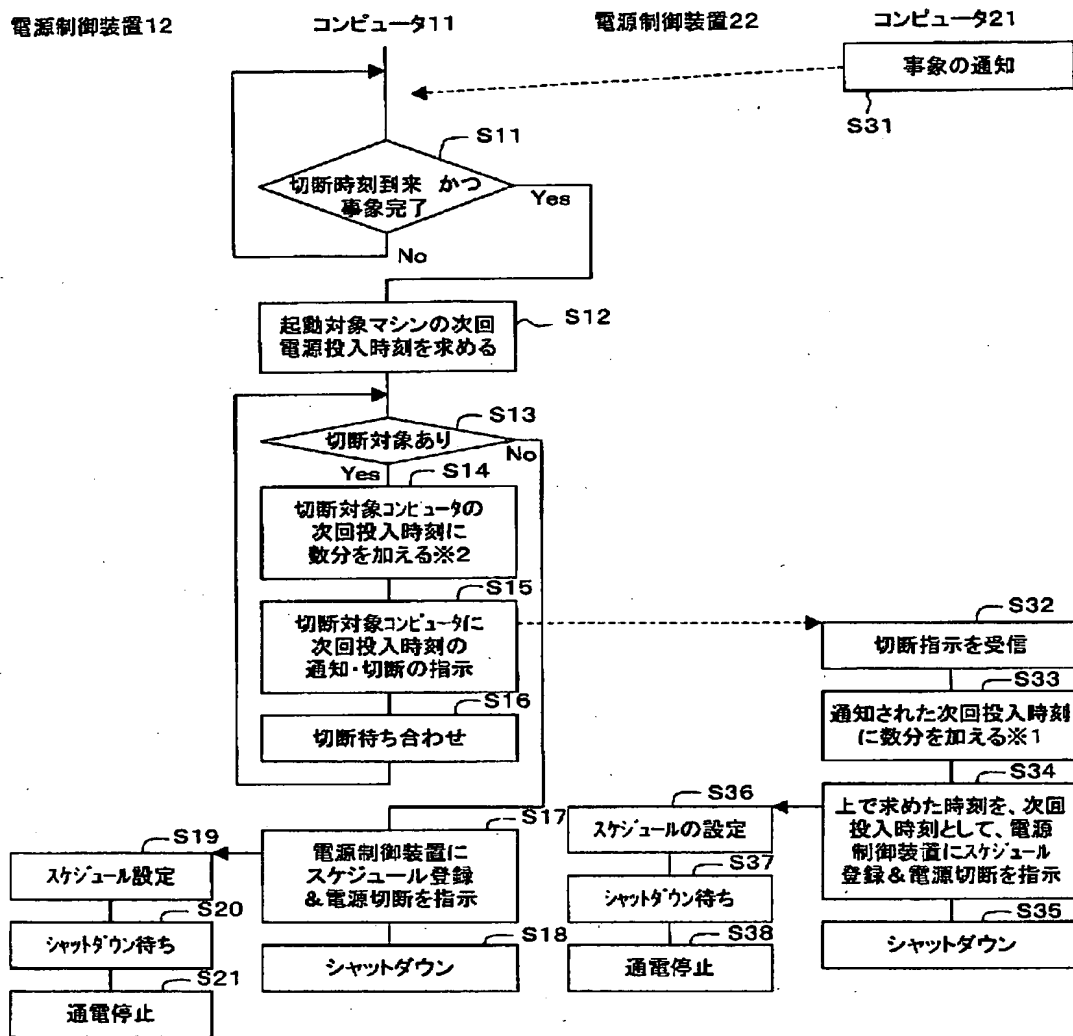 電源制御装置12
コンピュータ11
電源制御装置22
コンピュータ21
事象の通知
S31
S11
切断時刻到来 かつ
事象完了
Yes
No
起動対象マシンの次回
電源投入時刻を求める
S12
S13
切断対象あり
No
Yes
S14
切断対象コンピュータの
次回投入時刻に
数分を加える※2
S15
切断対象コンピュータに
次回投入時刻の
通知・切断の指示
S16
切断待ち合わせ
S32
切断指示を受信
S33
通知された次回投入時刻
に数分を加える※1
S34
上で求めた時刻を、次回
投入時刻として、電源
制御装置にスケジュール
登録&電源切断を指示
S35
シャットダウン
S36
スケジュールの設定
S37
シャットダウン待ち
S38
通電停止
S17
電源制御装置に
スケジュール登録
&電源切断を指示
S18
シャットダウン
S19
スケジュール設定
S20
シャットダウン待ち
S21
通電停止